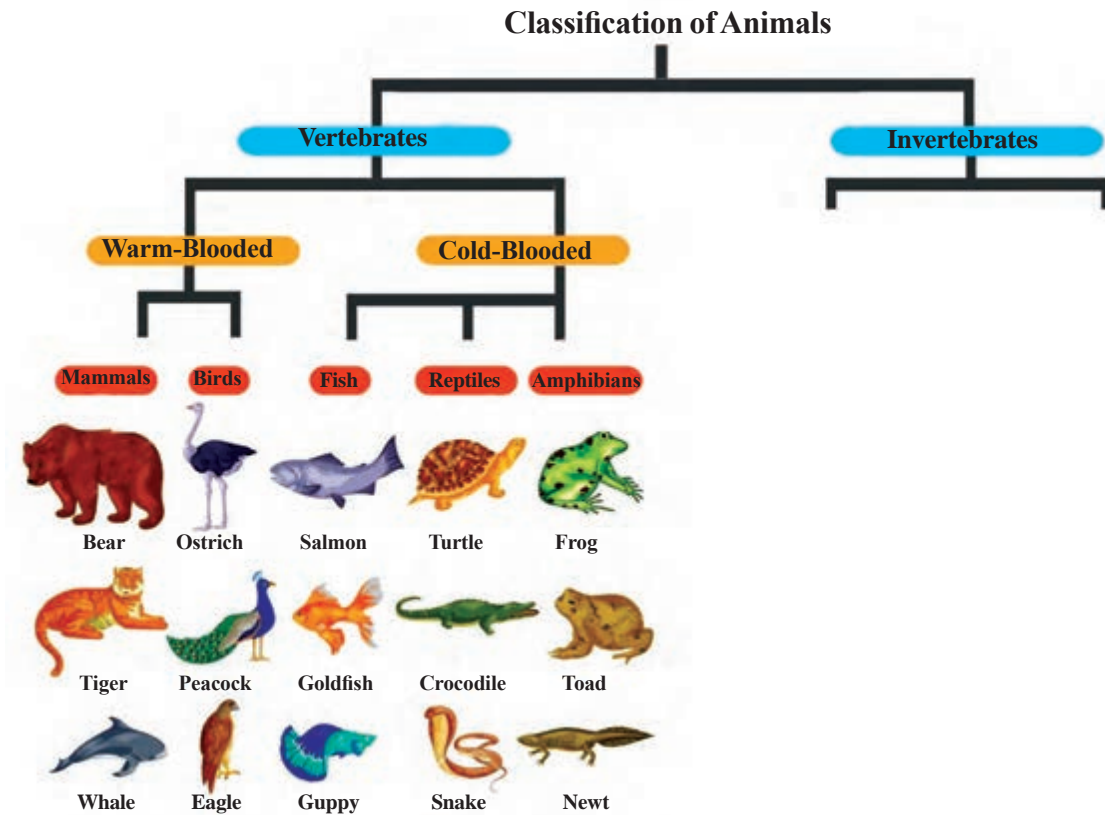 Classification of Animals
Vertebrates
Invertebrates
Warm-Blooded
Cold-Blooded
Mammals
Birds
Fish
Reptiles
Amphibians
Bear
Ostrich
Salmon
Turtle
Frog
Tiger
Peacock
Goldfish
Crocodile
Toad
Whale
Eagle
Guppy
Snake
Newt